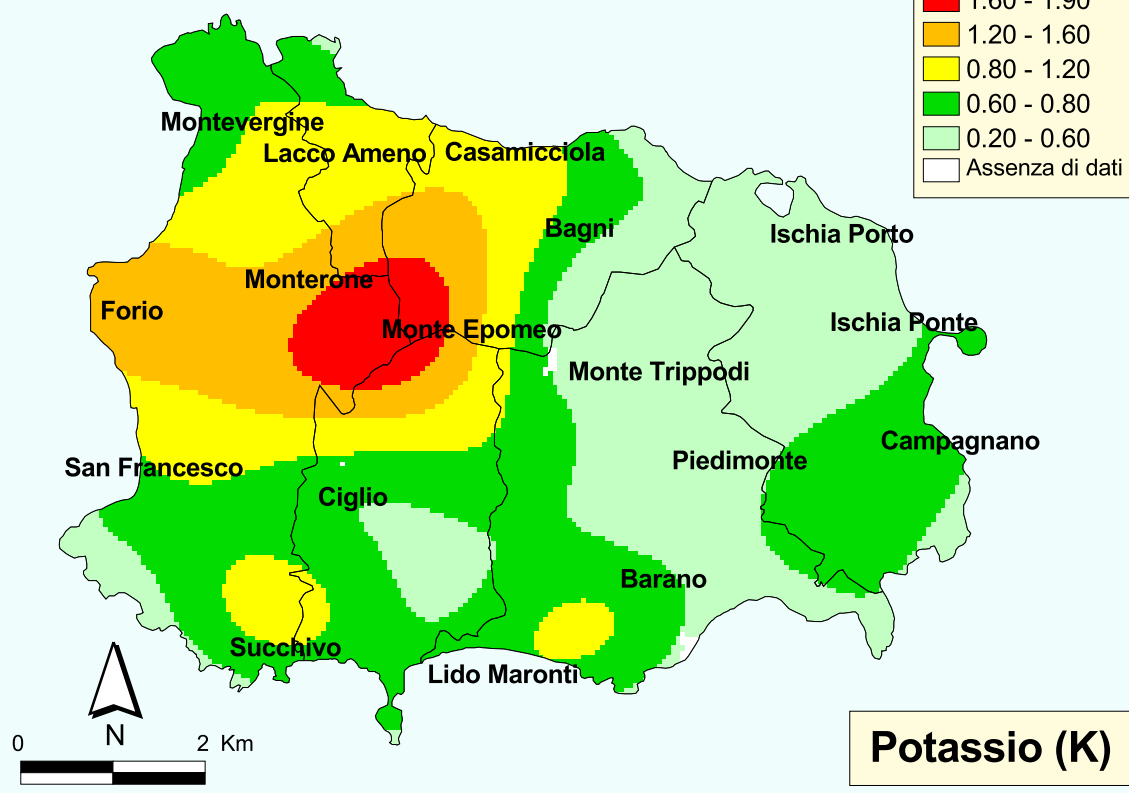 1.60 - 1.90
1.20 - 1.60
0.80 - 1.20
0.60 - 0.80
0.20 - 0.60
Assenza di dati
Montevergine
Lacco Ameno
Casamicciola
Bagni
Ischia Porto
Monterone
Forio
Monte Epomeo
Ischia Ponte
Monte Trippodi
Campagnano
San Francesco
Piedimonte
Ciglio
Barano
Succhivo
Lido Maronti
N
0 2 Km
Potassio (K)